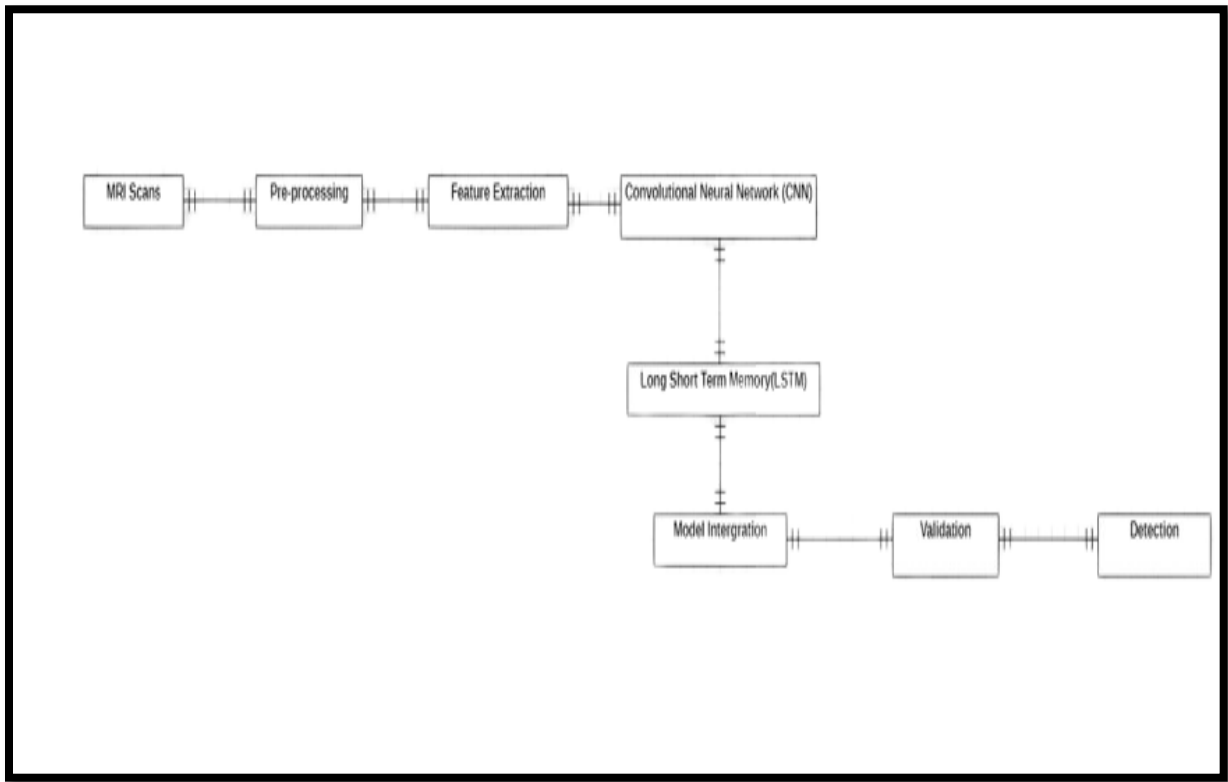 MRI Scans
Pre-processing
Feature Extraction
Convolutional Neural Network (CNN)
Long Short Term Memory(LSTM)
Model Intergration
Validation
Detection